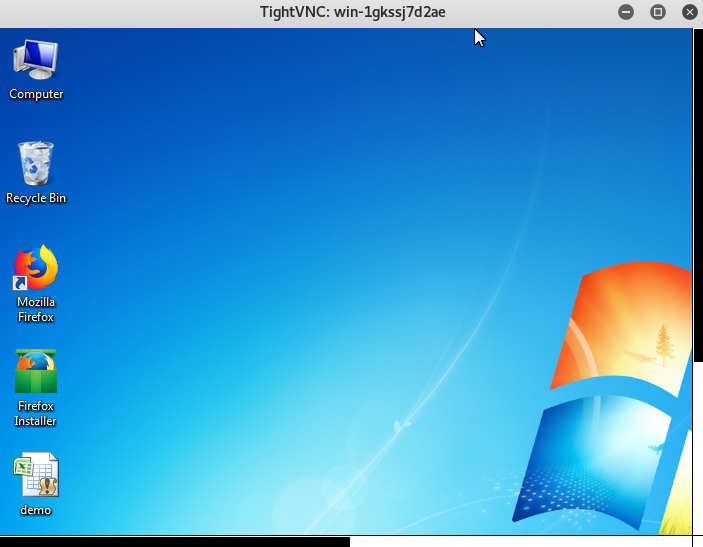 TightVNC: win-1gkssj7d2ae
Computer
Recycle Bin
Mozilla
Firefox
Firefox
Installer
demo